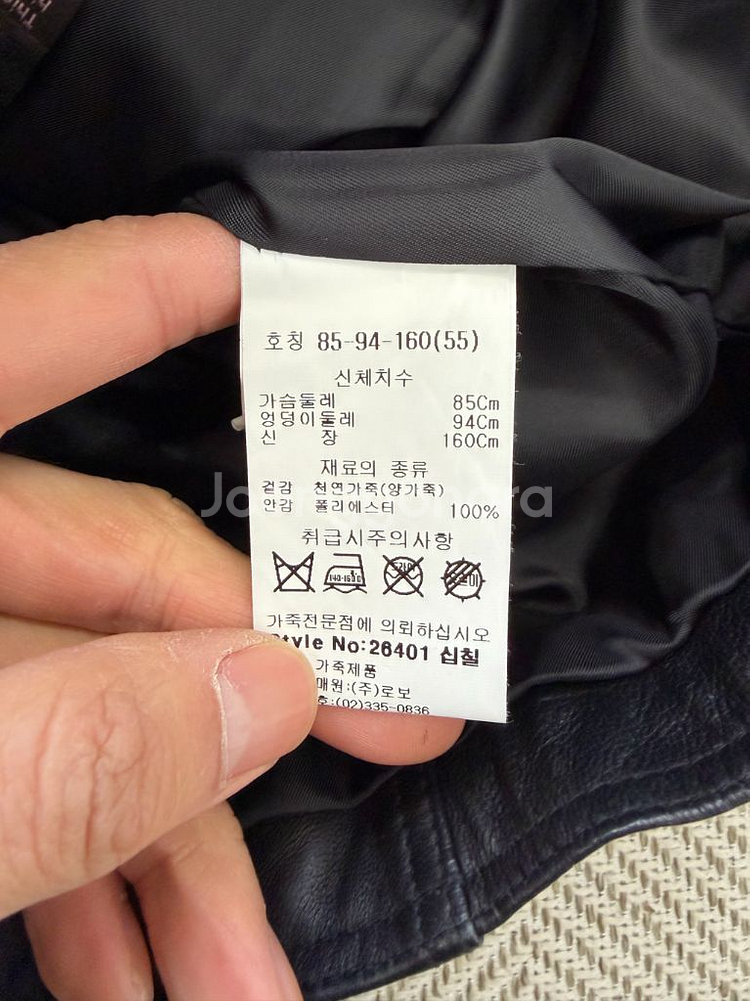 호칭 85-94-160(55)
신체치수
가슴둘레 85Cm
엉덩이둘레 94Cm
신 장 160Cm
재료의 종류
겉감 천연가죽(양가죽)
안감 폴리에스터 100%
취급시주의사항
140-160°C
가죽전문점에 의뢰하십시오
Style No:26401 십칠
가죽제품
매원:(주)로보
호:(02)335-0836